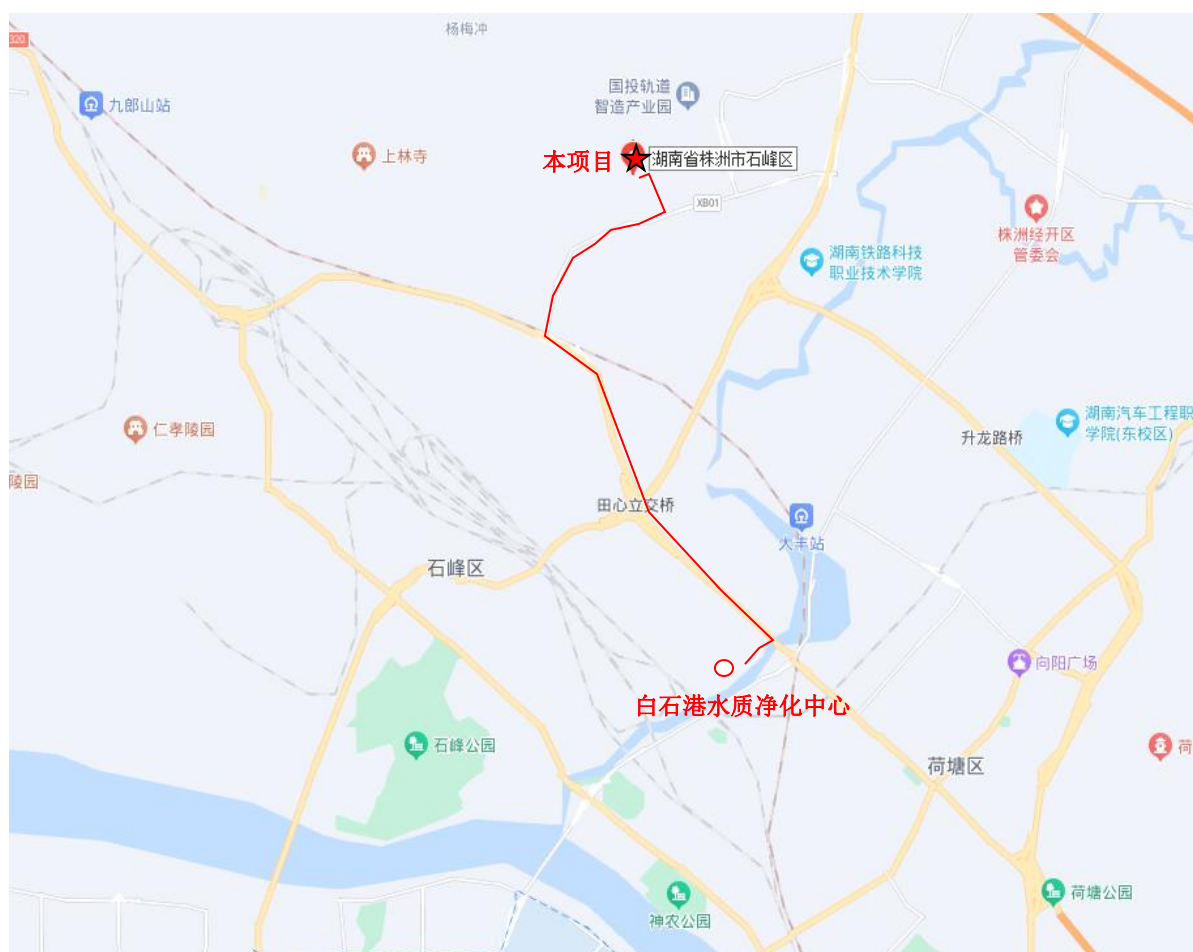 杨梅冲
320
国投轨道
智造产业园
九郎山站
上林寺
本项目
湖南省株洲市石峰区
XB01
株洲经开区
管委会
湖南铁路科技
职业技术学院
湖南汽车工程职
学院(东校区)
仁孝陵园
升龙路桥
陵园
田心立交桥
大丰站
石峰区
向阳广场
白石港水质净化中心
石峰公园
荷
荷塘区
荷塘公园
神农公园